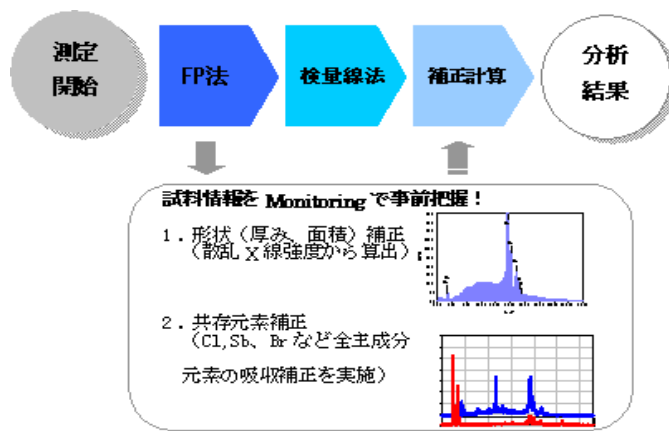 測定
開始
FP法
検量線法
補正計算
分析
結果
試料情報を Monitoring で事前把握！
１．形状（厚み、面積）補正
（散乱X線強度から算出）
２．共存元素補正
（Cl,Sb、Br など全主成分
元素の吸収補正を実施）